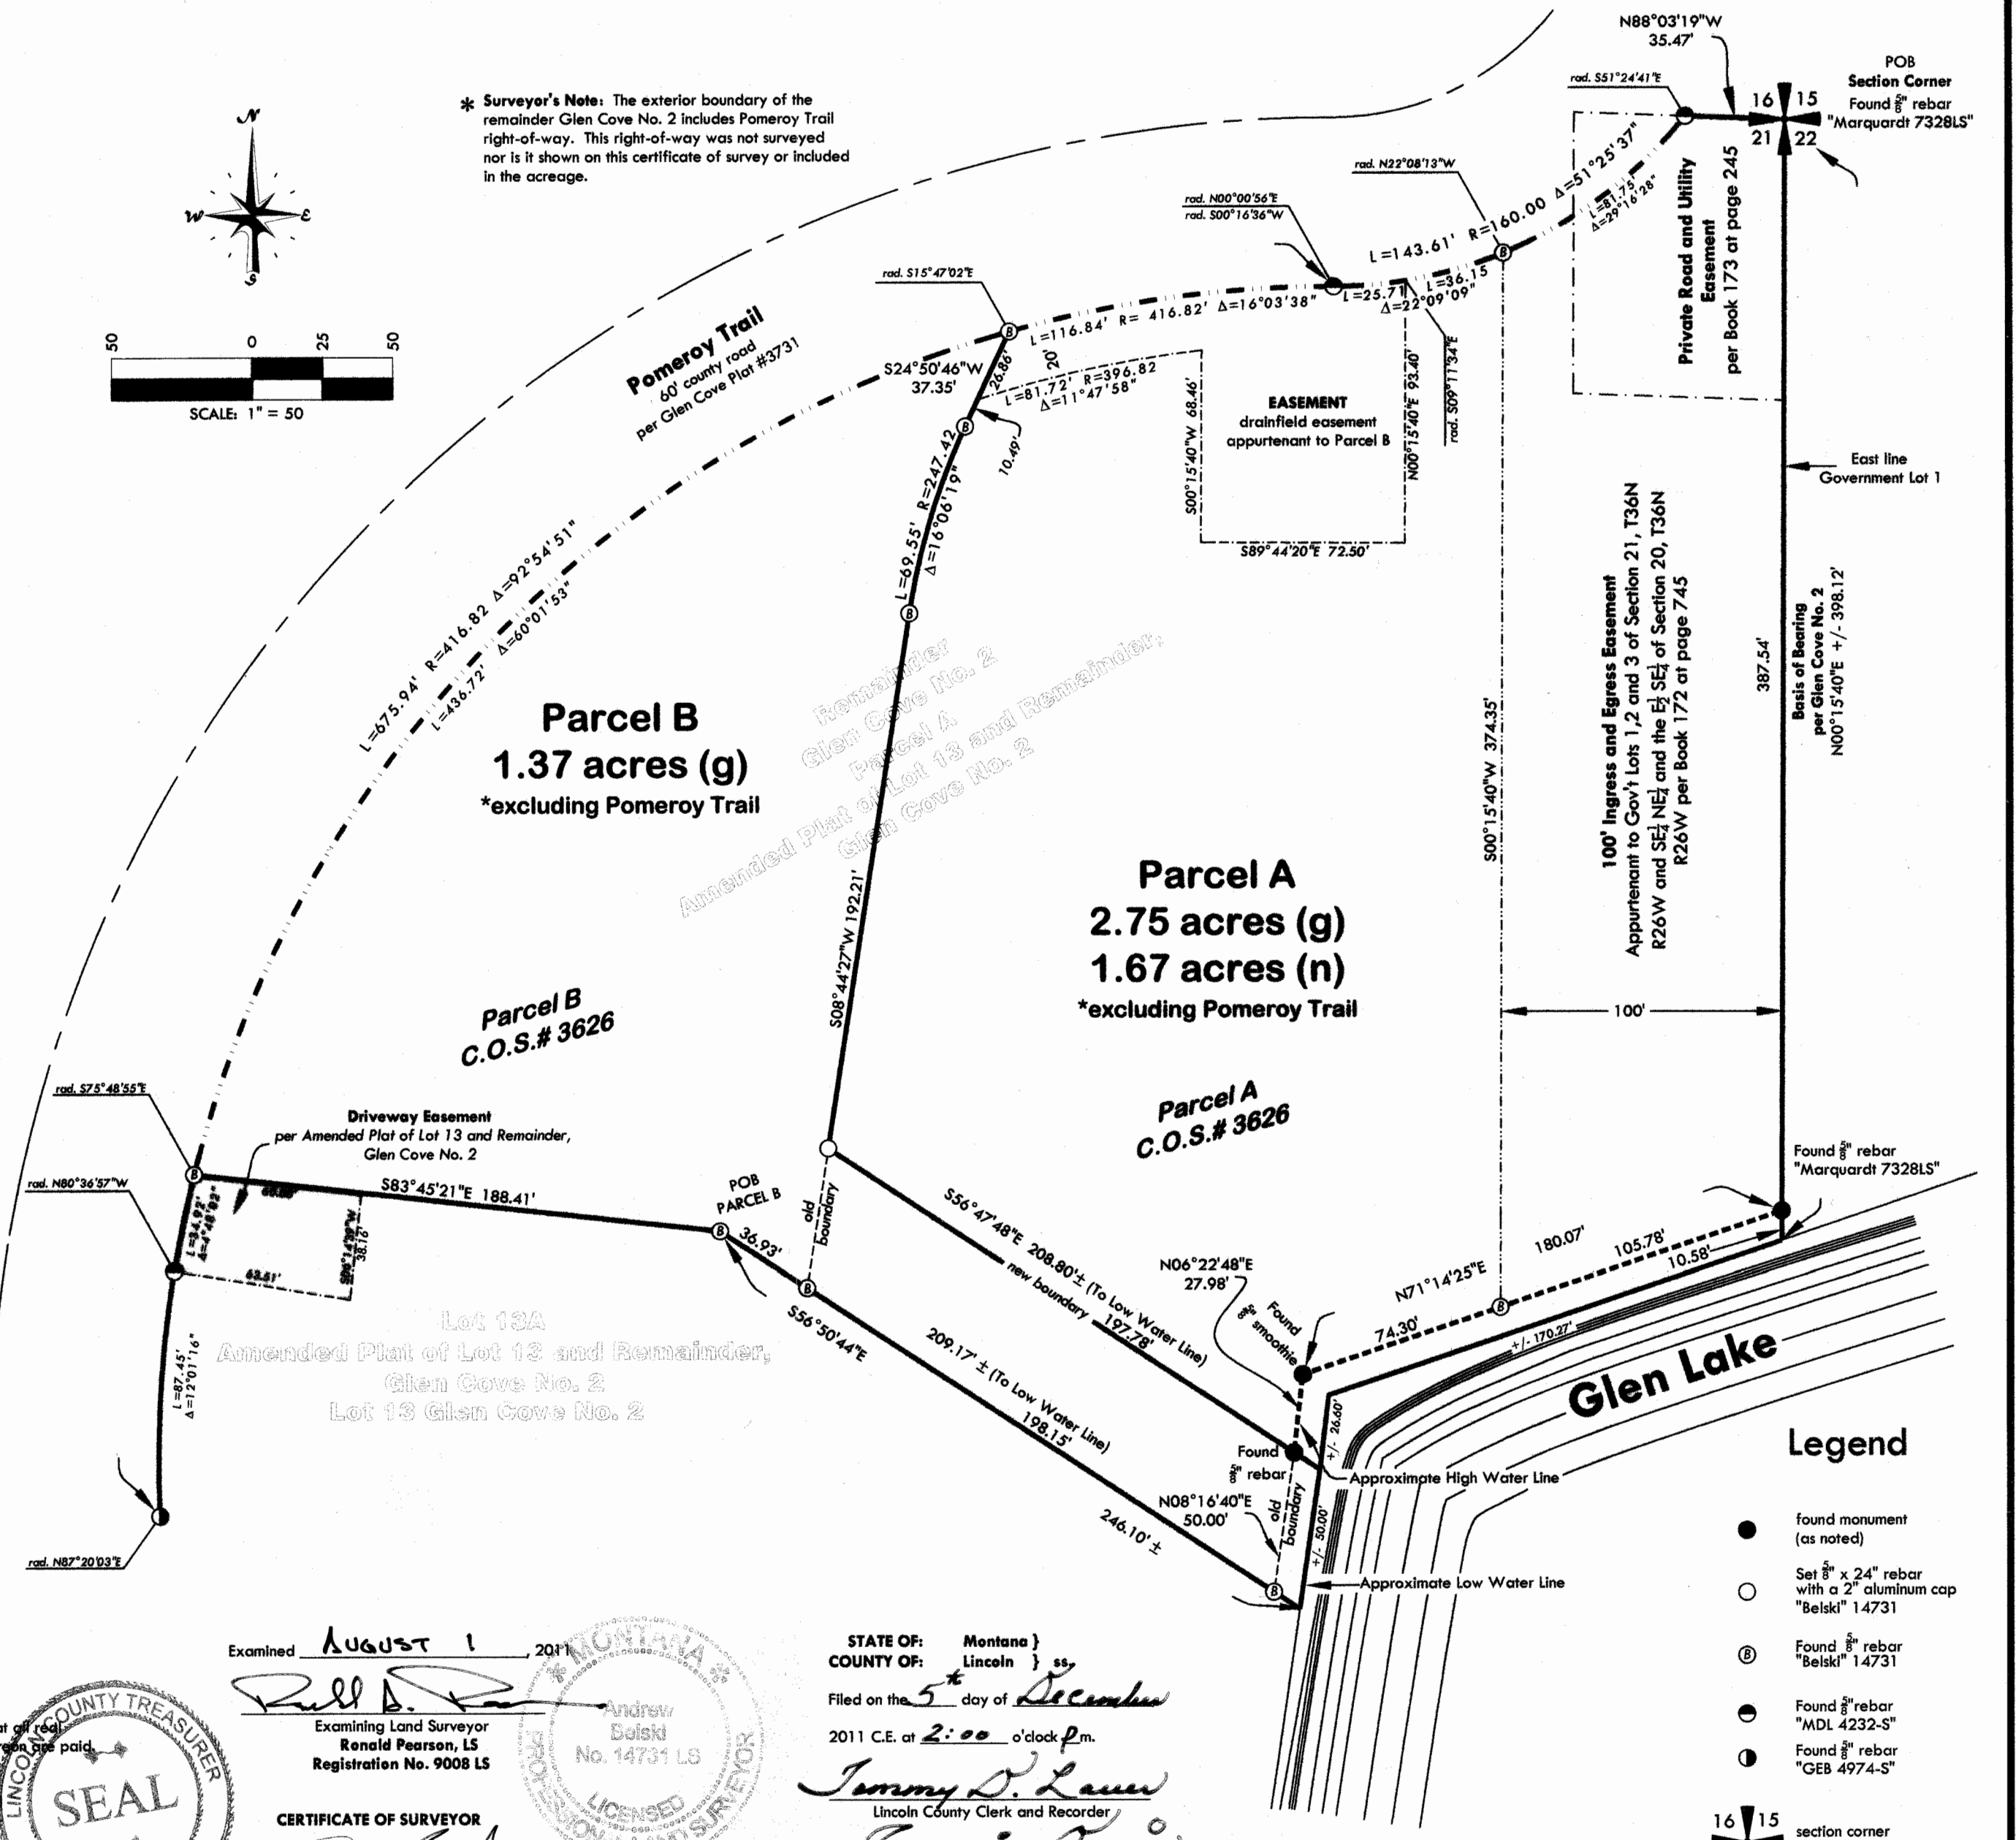 N88°03'19"W
35.47'
rad. S51°24'41"E
POB
Section Corner
Found 5/8" rebar
"Marquardt 7328LS"
16 15
21 22
* Surveyor's Note: The exterior boundary of the
remainder Glen Cove No. 2 includes Pomeroy Trail
right-of-way. This right-of-way was not surveyed
nor is it shown on this certificate of survey or included
in the acreage.
N
W E
S
50 0 25 50
SCALE: 1" = 50
Pomeroy Trail
60' county road
per Glen Cove Plat #3731
rad. N22°08'13"W
rad. N00°00'56"E
rad. S00°16'36"W
rad. S15°47'02"E
L=143.61' R=160.00 Δ=51°25'37"
L=81.75'
Δ=29°16'28"
L=25.71 L=36.15
Δ=22°09'09"
L=116.84' R= 416.82' Δ=16°03'38"
S24°50'46"W
37.35'
26.86'
20'
L=81.72' R=396.82
Δ=11°47'58"
10.49'
EASEMENT
drainfield easement
appurtenant to Parcel B
S00°15'40"W 68.46'
N00°15'40"E 93.40'
rad. S09°11'34"E
S89°44'20"E 72.50'
Private Road and Utility
Easement
per Book 173 at page 245
East line
Government Lot 1
L=69.55' R=247.42
Δ=16°06'19"
L=675.94' R=416.82 Δ=92°54'51"
L=436.72' Δ=60°01'53"
100' Ingress and Egress Easement
Appurtenant to Gov't Lots 1,2 and 3 of Section 21, T36N
R26W and SE¼ NE¼ and the E½ SE¼ of Section 20, T36N
R26W per Book 172 at page 745
387.54'
Basis of Bearing
per Glen Cove No. 2
N00°15'40"E +/- 398.12'
S00°15'40"W 374.35'
Remainder
Glen Cove No. 2
Parcel A
Amended Plat of Lot 13 and Remainder,
Glen Cove No. 2
Parcel B
1.37 acres (g)
*excluding Pomeroy Trail
Parcel A
2.75 acres (g)
1.67 acres (n)
*excluding Pomeroy Trail
S08°44'27"W 192.21'
Parcel B
C.O.S.# 3626
Parcel A
C.O.S.# 3626
100'
rad. S75°48'55"E
Driveway Easement
per Amended Plat of Lot 13 and Remainder,
Glen Cove No. 2
rad. N80°36'57"W
S83°45'21"E 188.41'
L=34.92'
Δ=4°48'02"
38.16'
63.51'
POB
PARCEL B
36.93'
old
boundary
S56°47'48"E 208.80'± (To Low Water Line)
new boundary 197.78'
Found 5/8" rebar
"Marquardt 7328LS"
180.07'
105.78'
10.58'
N71°14'25"E
74.30'
+/- 170.27'
N06°22'48"E
27.98'
Found
5/8" smoothie
Glen Lake
S56°50'44"E
209.17' ± (To Low Water Line)
198.15'
246.10' ±
Lot 13A
Amended Plat of Lot 13 and Remainder,
Glen Cove No. 2
Lot 13 Glen Cove No. 2
L=87.45'
Δ=12°01'16"
rad. N87°20'03"E
Found
5/8" rebar
+/- 26.60'
Approximate High Water Line
N08°16'40"E
50.00'
old
boundary
+/- 50.00'
Approximate Low Water Line
Legend
found monument
(as noted)
Set 5/8" x 24" rebar
with a 2" aluminum cap
"Belski" 14731
B
Found 5/8" rebar
"Belski" 14731
Found 5/8" rebar
"MDL 4232-S"
Found 5/8" rebar
"GEB 4974-S"
16 15
section corner
Examined AUGUST 1, 2011
Examining Land Surveyor
Ronald Pearson, LS
Registration No. 9008 LS
CERTIFICATE OF SURVEYOR
MONTANA
Andrew
Belski
No. 14731 LS
LICENSED
PROFESSIONAL LAND SURVEYOR
STATE OF: Montana }
COUNTY OF: Lincoln } ss.
Filed on the 5th day of December
2011 C.E. at 2:00 o'clock p m.
Tammy D. Lauer
Lincoln County Clerk and Recorder
are paid
LINCOLN COUNTY TREASURER
SEAL